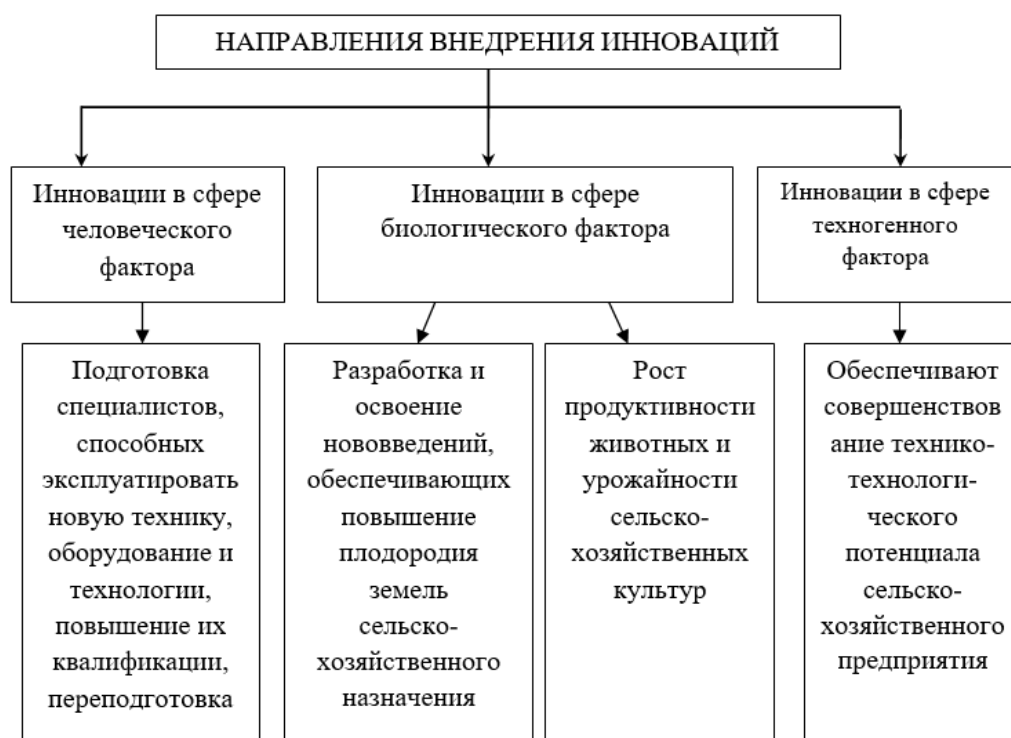 НАПРАВЛЕНИЯ ВНЕДРЕНИЯ ИННОВАЦИЙ
Инновации в сфере
человеческого
фактора
Инновации в сфере
биологического фактора
Инновации в сфере
техногенного
фактора
Подготовка
специалистов,
способных
эксплуатировать
новую технику,
оборудование и
технологии,
повышение их
квалификации,
переподготовка
Разработка и
освоение
нововведений,
обеспечивающих
повышение
плодородия
земель
сельско-
хозяйственного
назначения
Рост
продуктивности
животных и
урожайности
сельско-
хозяйственных
культур
Обеспечивают
совершенствов
ание технико-
технологи-
ческого
потенциала
сельско-
хозяйственного
предприятия